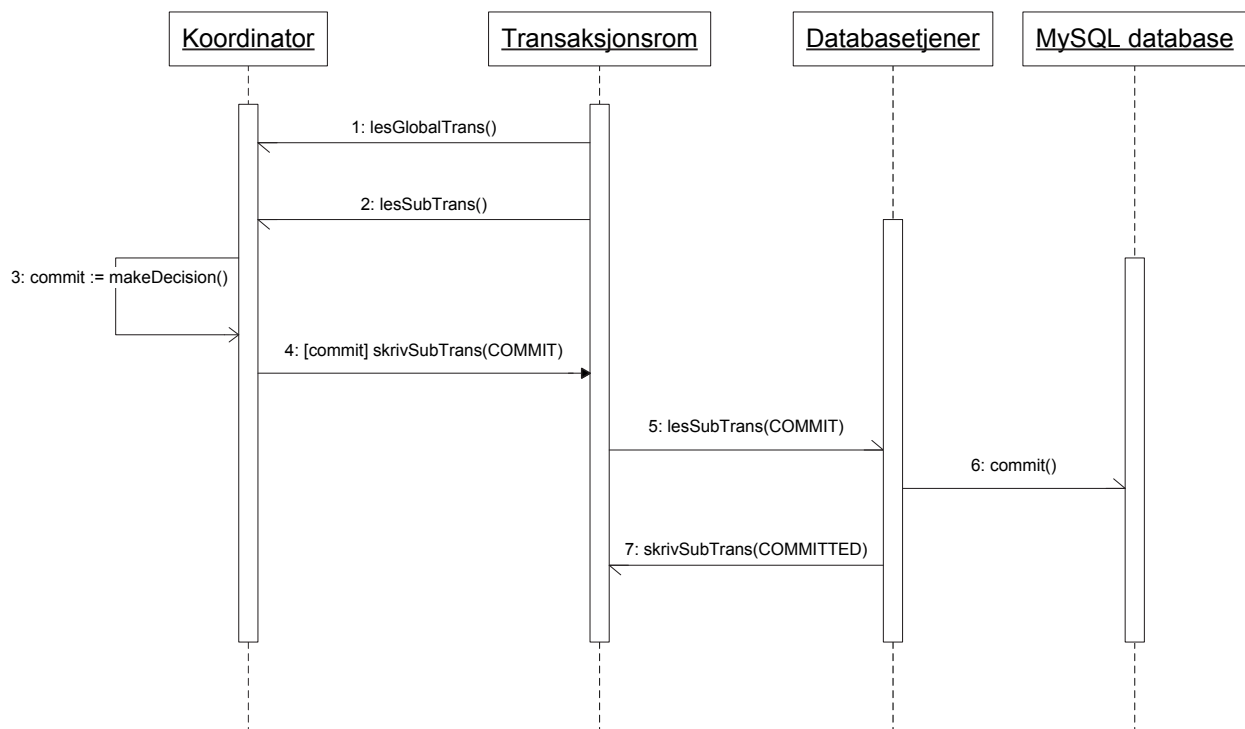 Koordinator
Transaksjonsrom
Databasetjener
MySQL database
1: lesGlobalTrans()
2: lesSubTrans()
3: commit := makeDecision()
4: [commit] skrivSubTrans(COMMIT)
5: lesSubTrans(COMMIT)
6: commit()
7: skrivSubTrans(COMMITTED)